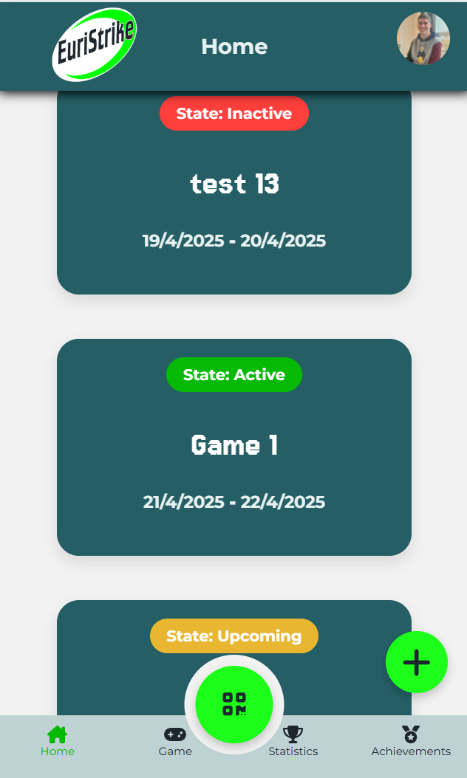 EuriStrike
Home
State: Inactive
test 13
19/4/2025 - 20/4/2025
State: Active
Game 1
21/4/2025 - 22/4/2025
State: Upcoming
Home
Game
Statistics
Achievements